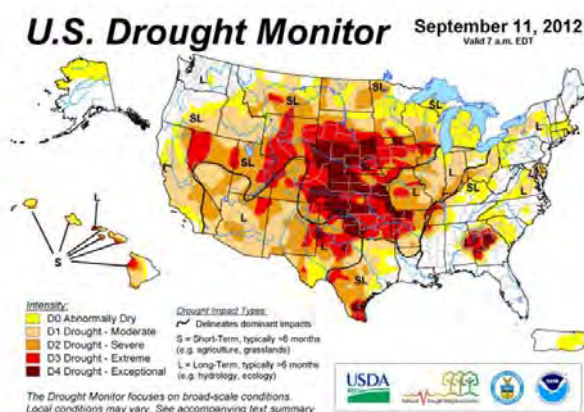 U.S. Drought Monitor
September 11, 2012
Valid 7 a.m. EDT
L
SL
SL
SL
SL
SL
L
SL
L
L
SL
L
L
SL
L
S
Intensity:
D0 Abnormally Dry
D1 Drought - Moderate
D2 Drought - Severe
D3 Drought - Extreme
D4 Drought - Exceptional
Drought Impact Types:
Delineates dominant impacts
S = Short-Term, typically <6 months
(e.g. agriculture, grasslands)
L = Long-Term, typically >6 months
(e.g. hydrology, ecology)
USDA
The Drought Monitor focuses on broad-scale conditions.
Local conditions may vary. See accompanying text summary